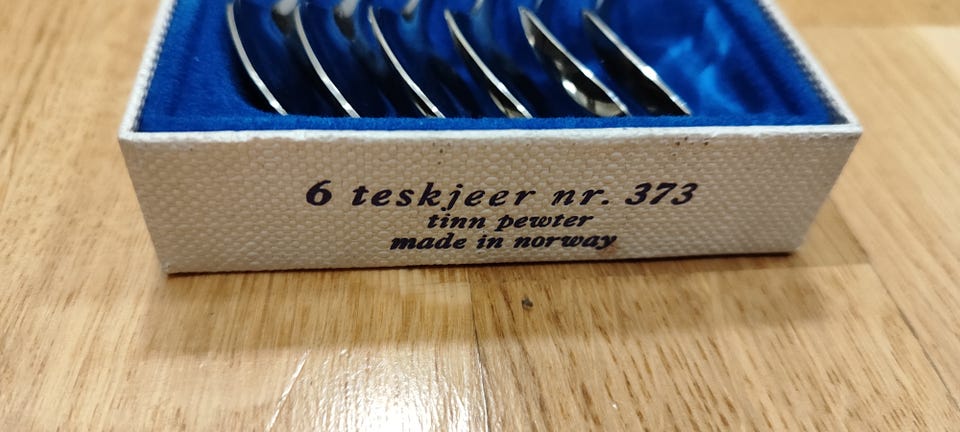 6 teskjeer nr. 373
tinn pewter
made in norway